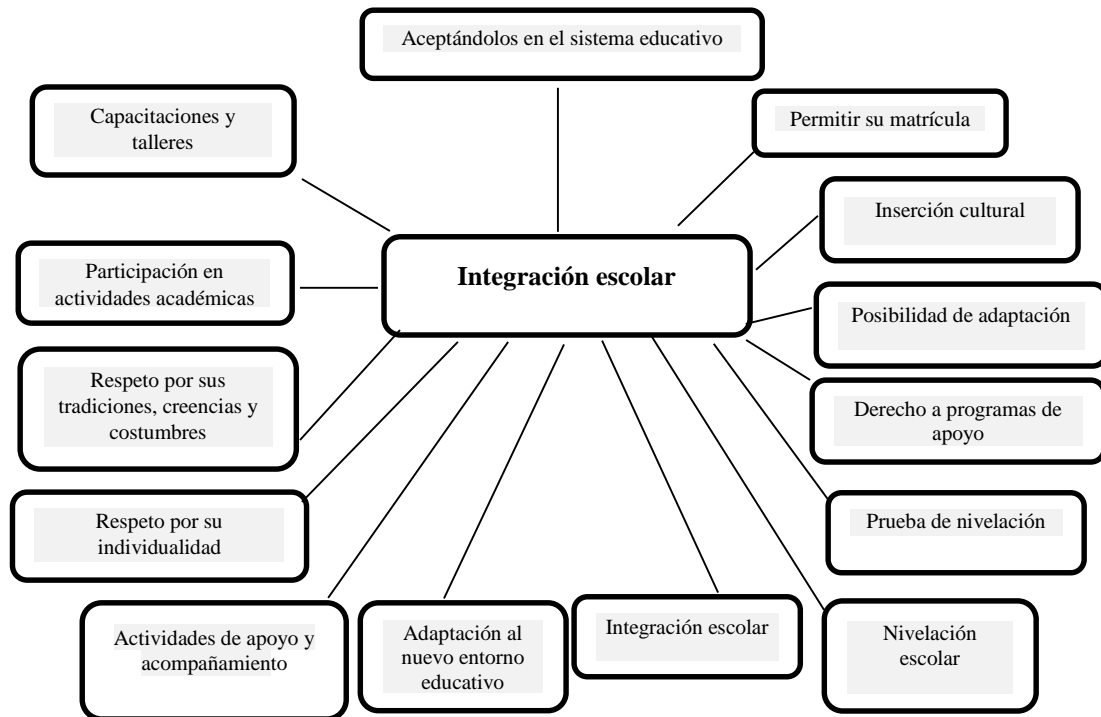 Aceptándolos en el sistema educativo
Capacitaciones y
talleres
Permitir su matrícula
Inserción cultural
Integración escolar
Participación en
actividades académicas
Posibilidad de adaptación
Respeto por sus
tradiciones, creencias y
costumbres
Derecho a programas de
apoyo
Respeto por su
individualidad
Prueba de nivelación
Actividades de apoyo y
acompañamiento
Adaptación al
nuevo entorno
educativo
Integración escolar
Nivelación
escolar